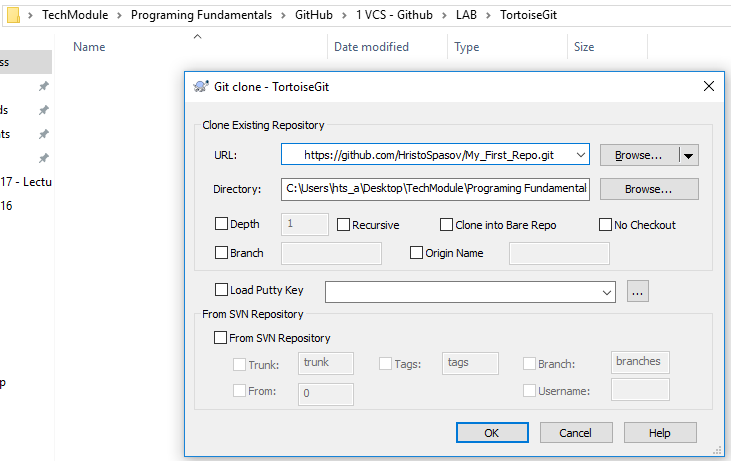 TechModule > Programing Fundamentals > GitHub > 1 VCS - Github > LAB > TortoiseGit
Name Date modified Type Size
ss
ds
nts
17 - Lectu
16
p
Git clone - TortoiseGit
Clone Existing Repository
URL: https://github.com/HristoSpasov/My_First_Repo.git Browse...
Directory: C:\Users\hts_a\Desktop\TechModule\Programing Fundamental Browse...
Depth 1 Recursive Clone into Bare Repo No Checkout
Branch Origin Name
Load Putty Key ...
From SVN Repository
From SVN Repository
Trunk: trunk Tags: tags Branch: branches
From: 0 Username:
OK Cancel Help